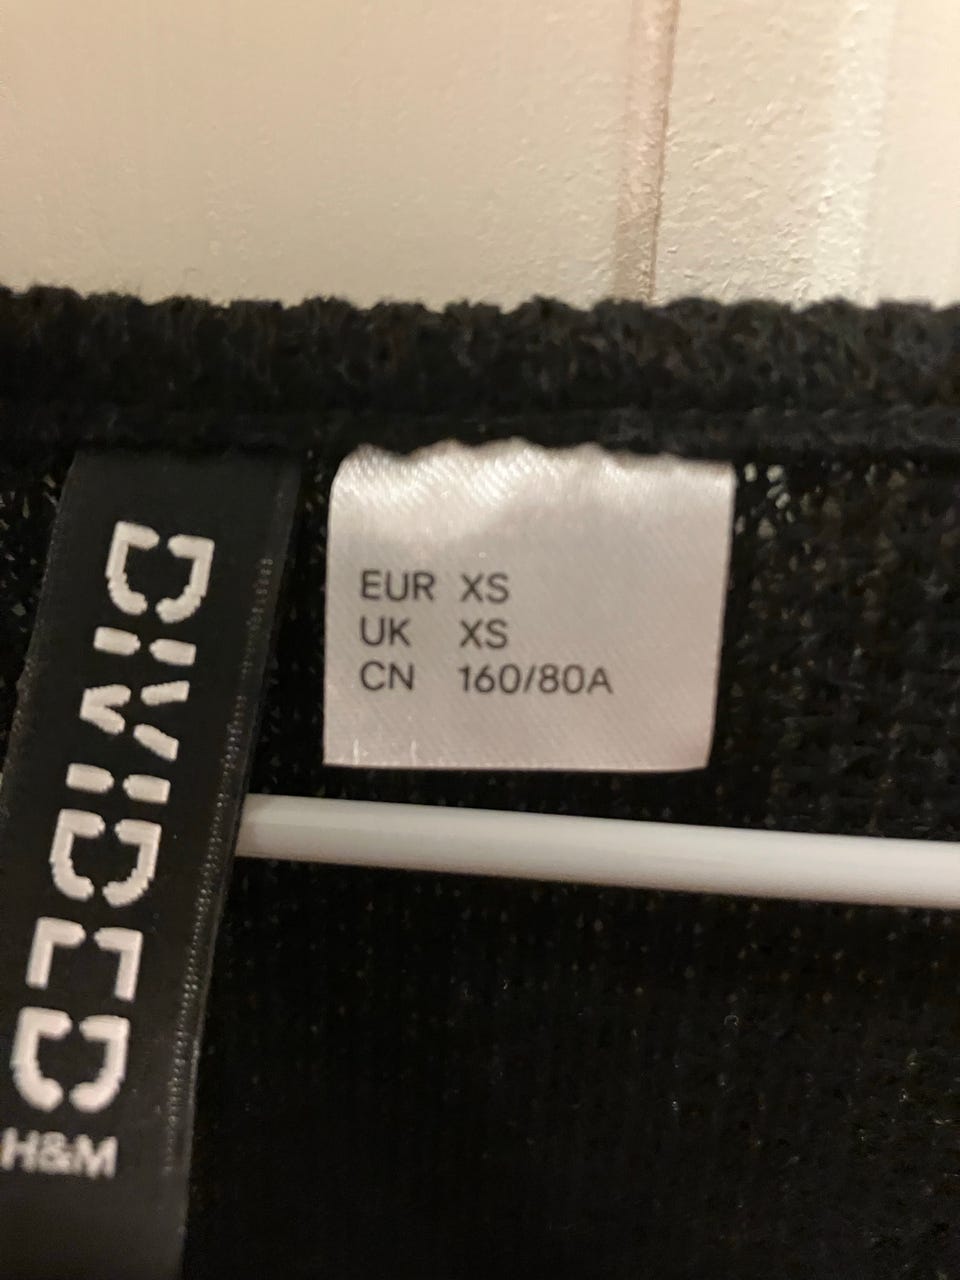 DIVIDED
H&M
EUR XS
UK XS
CN 160/80A